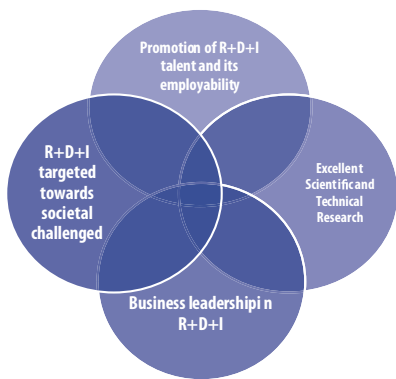 Promotion of R+D+I
talent and its
employability
R+D+I
targeted
towards
societal
challenged
Excellent
Scientific and
Technical
Research
Business leadershipi n
R+D+I